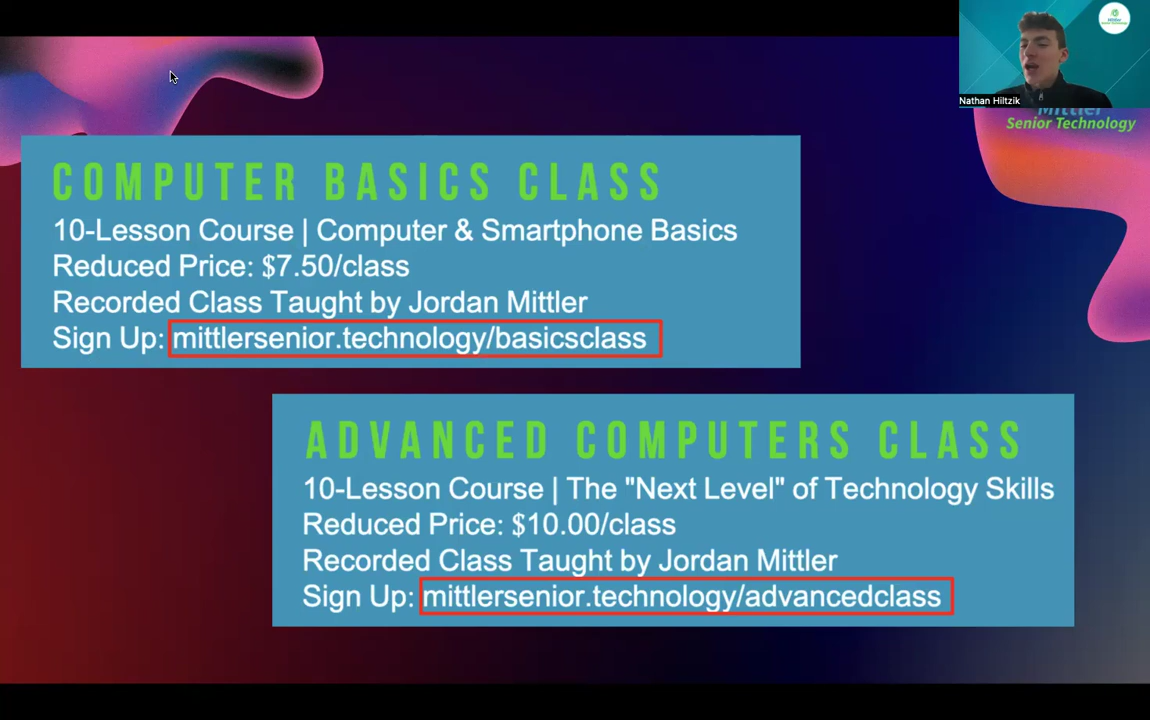 Nathan Hiltzik
Mittler
Senior Technology
COMPUTER BASICS CLASS
10-Lesson Course | Computer & Smartphone Basics
Reduced Price: $7.50/class
Recorded Class Taught by Jordan Mittler
Sign Up: mittlersenior.technology/basicsclass
ADVANCED COMPUTERS CLASS
10-Lesson Course | The "Next Level" of Technology Skills
Reduced Price: $10.00/class
Recorded Class Taught by Jordan Mittler
Sign Up: mittlersenior.technology/advancedclass